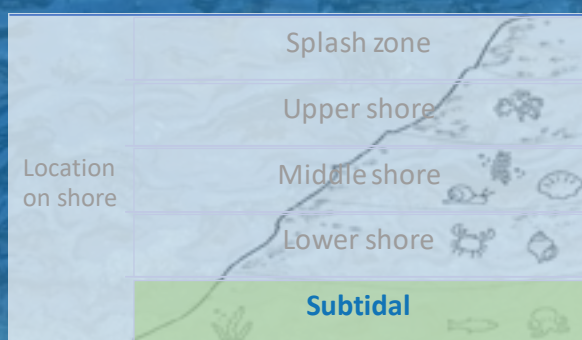 Splash zone
Upper shore
Location
on shore
Middle shore
Lower shore
Subtidal